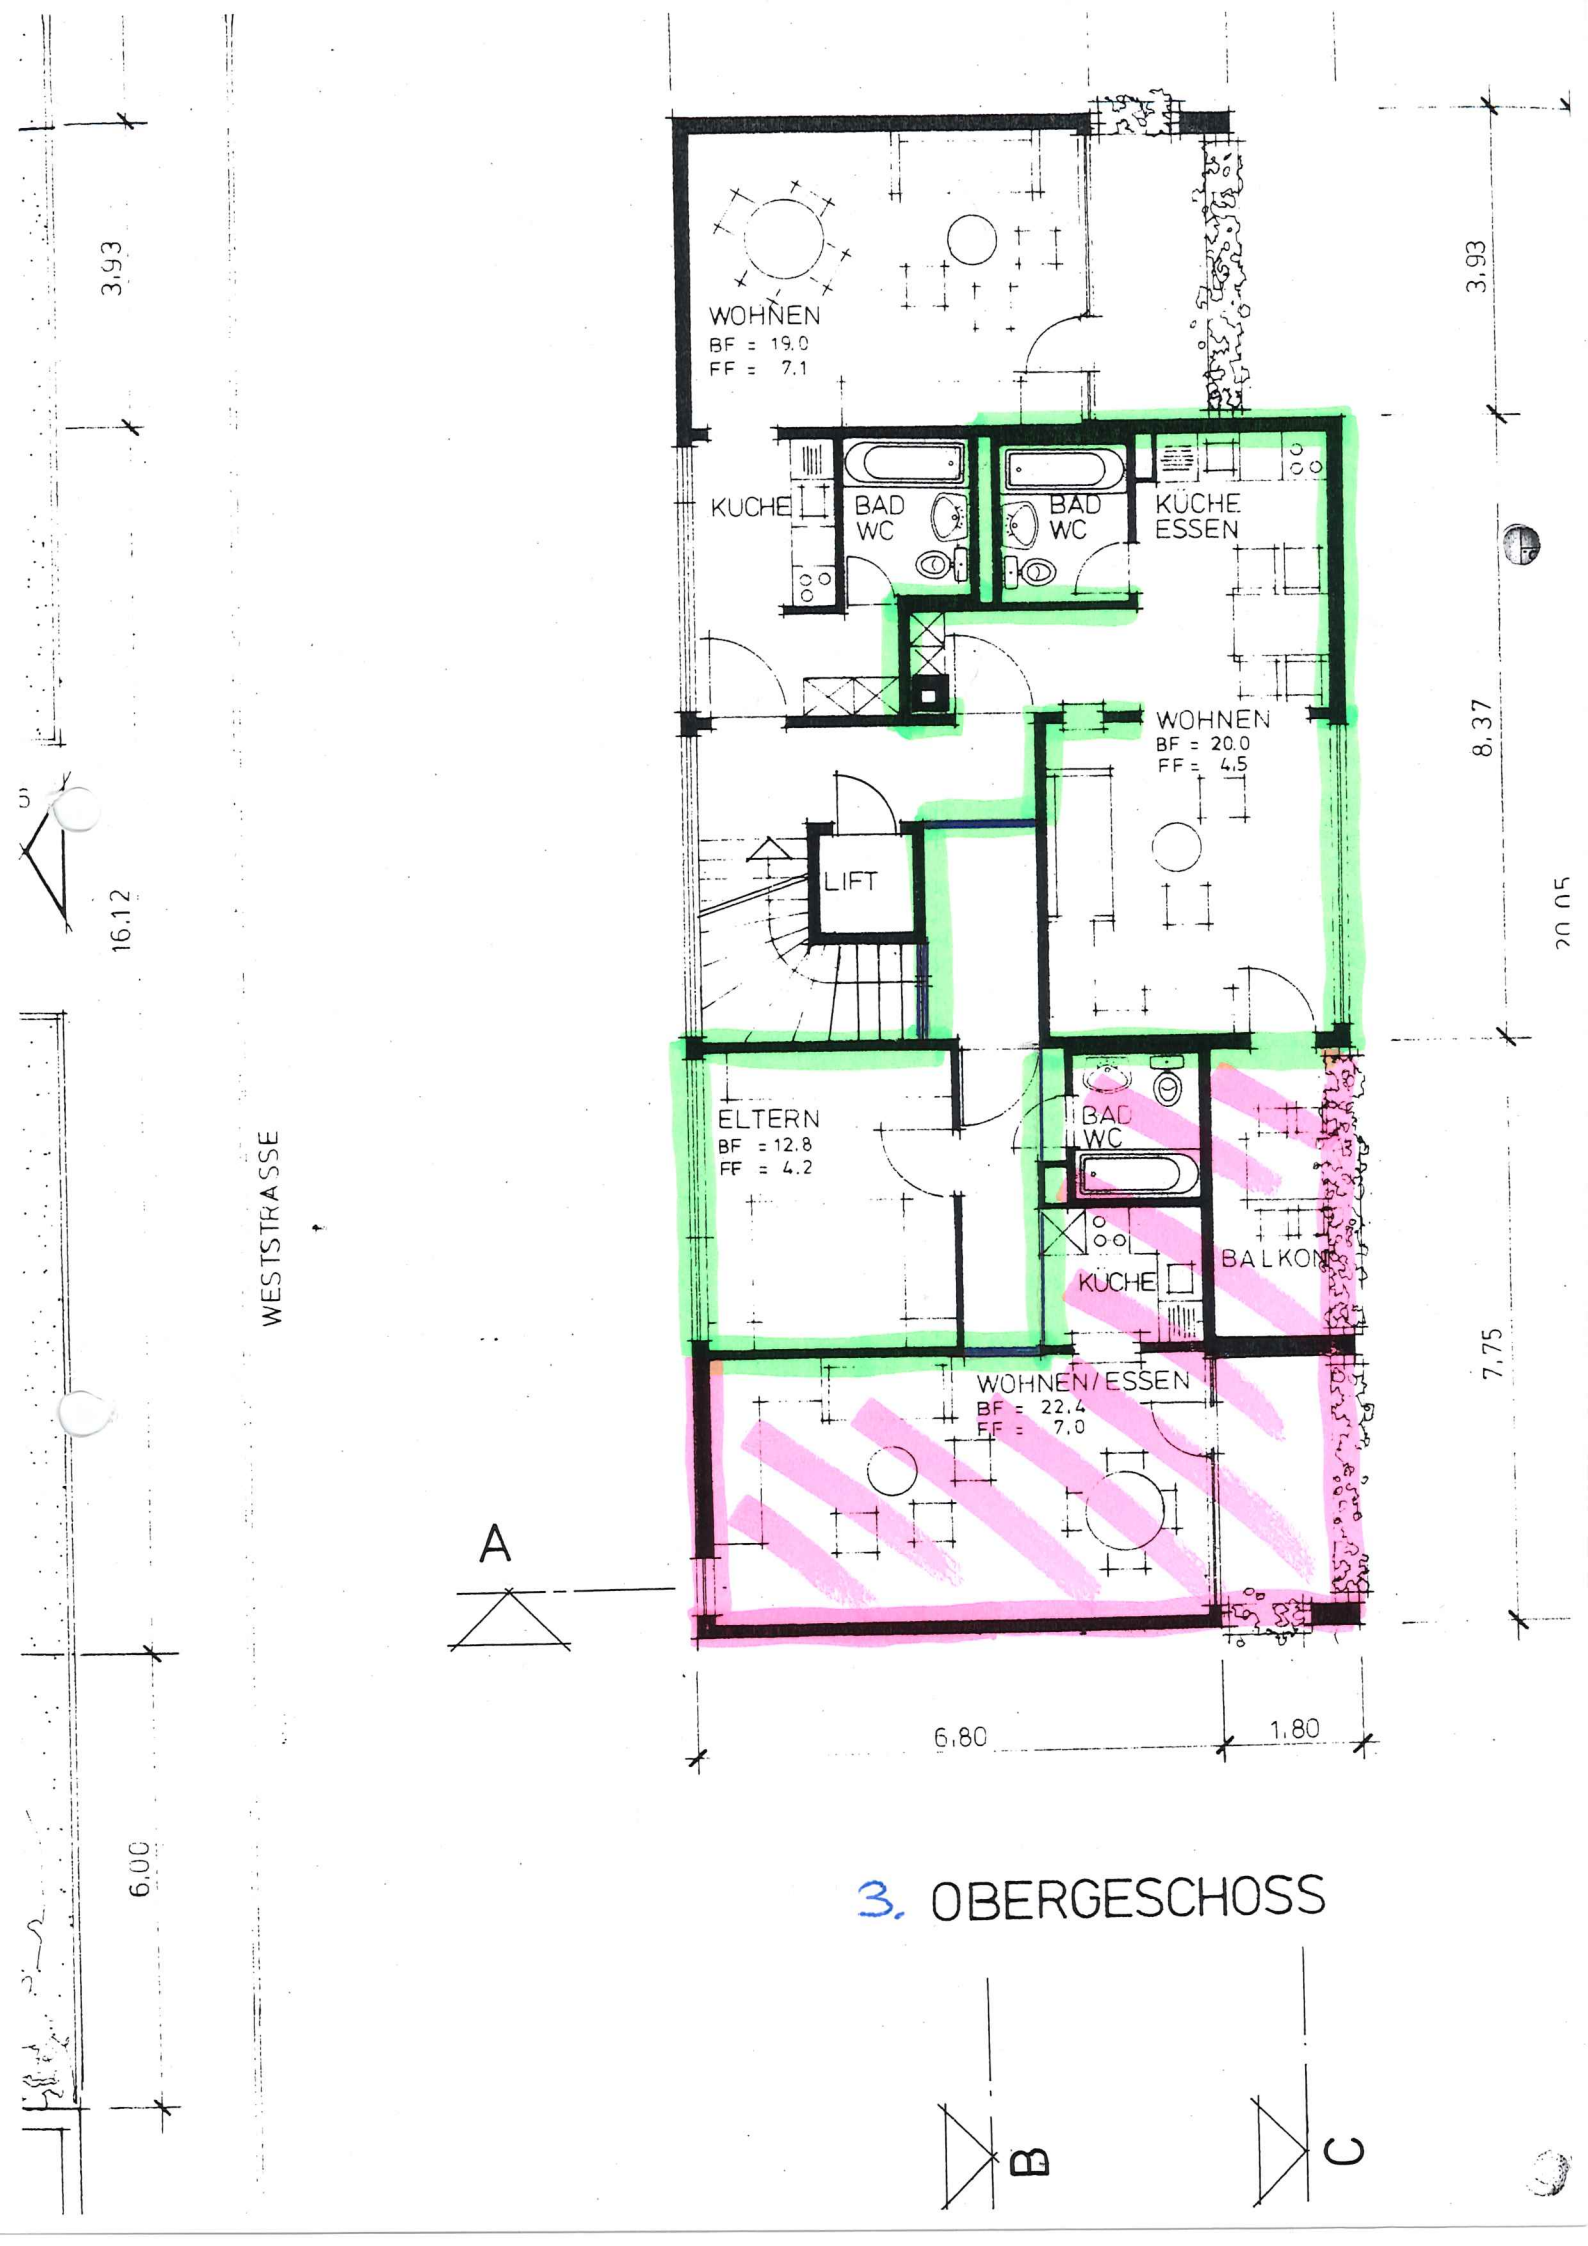 3,93
3,93
WOHNEN
BF = 19.0
FF = 7.1
KUCHE
BAD
WC
BAD
WC
KÜCHE
ESSEN
WOHNEN
BF = 20.0
FF = 4,5
8,37
LIFT
16.12
20.05
ELTERN
BF = 12.8
FF = 4.2
BAD
WC
WESTSTRASSE
BALKON
KÜCHE
7,75
WOHNEN/ESSEN
BF = 22.4
FF = 7,0
A
6,80
1,80
6,00
3. OBERGESCHOSS
B
C